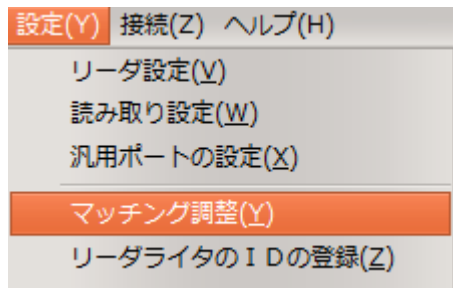 設定(Y) 接続(Z) ヘルプ(H)
リーダ設定(V)
読み取り設定(W)
汎用ポートの設定(X)
マッチング調整(Y)
リーダライタのＩＤの登録(Z)